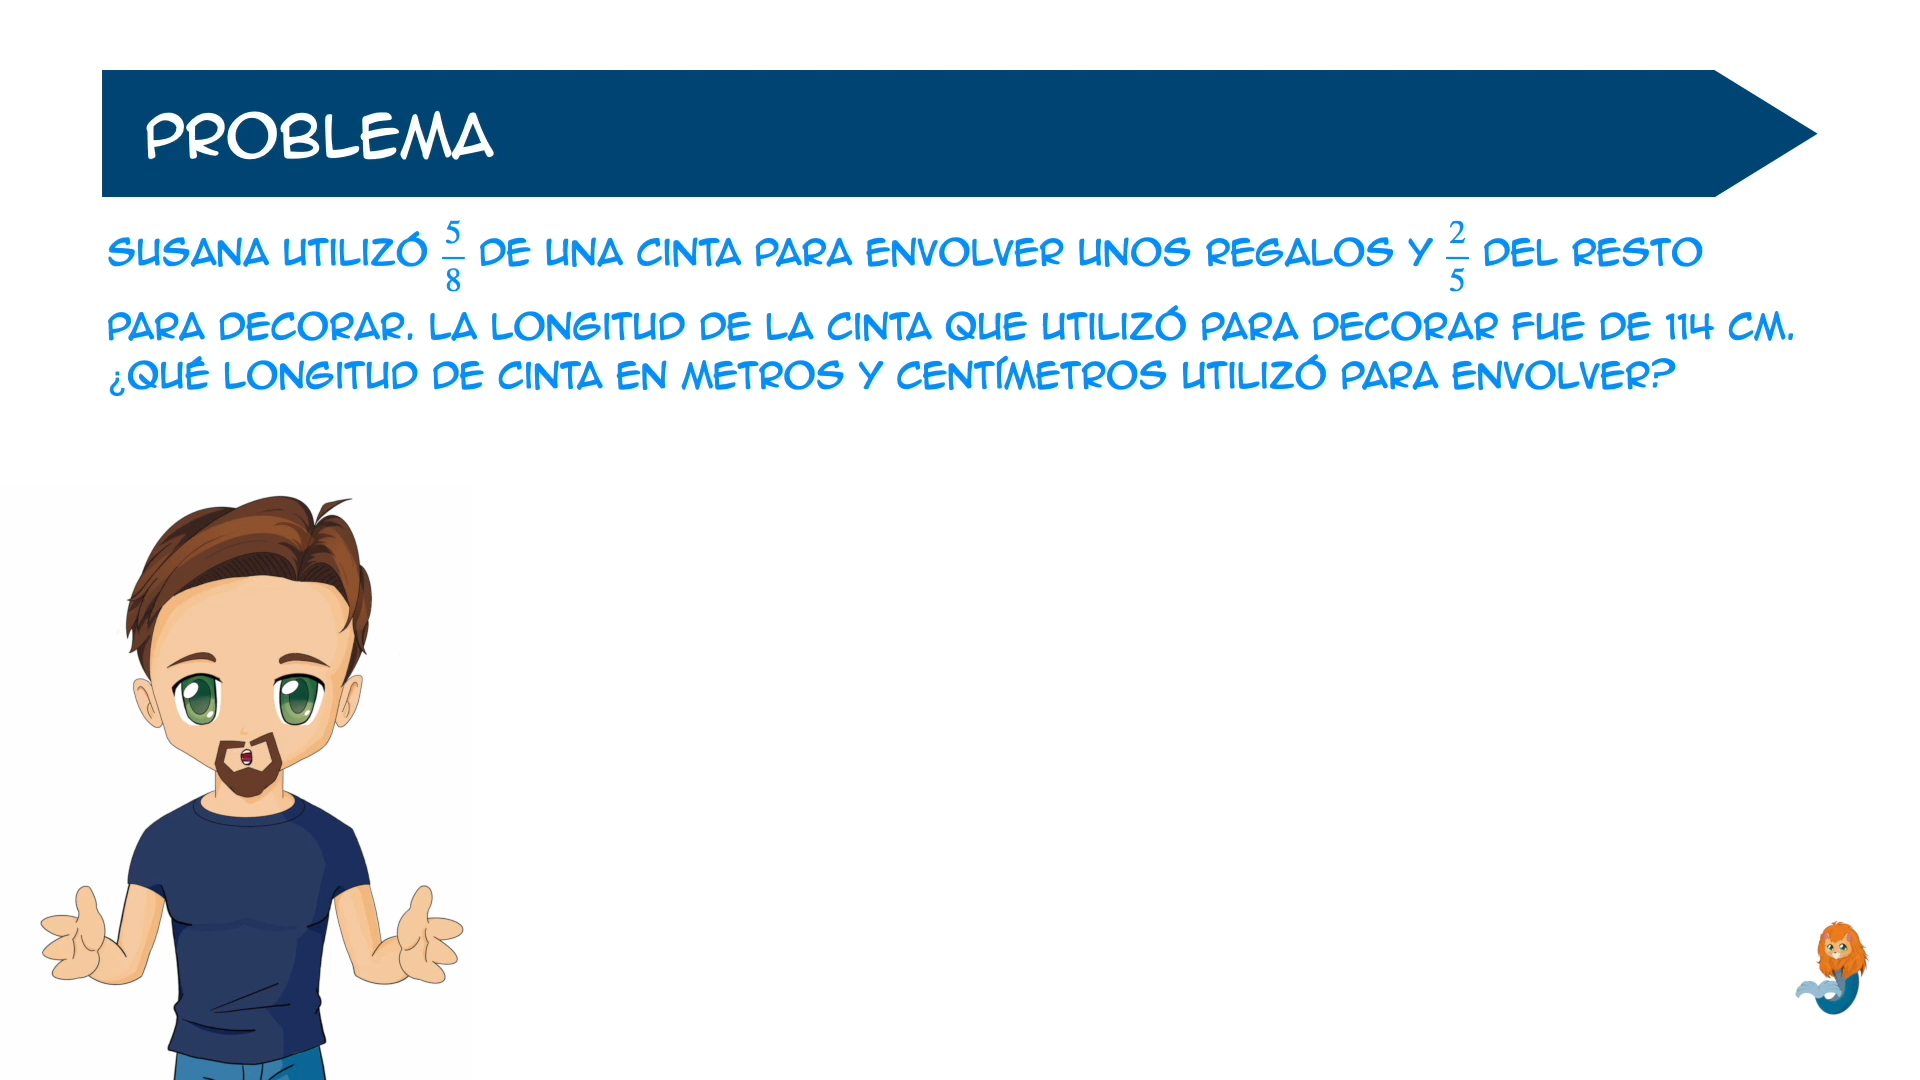 PROBLEMA
SUSANA UTILIZÓ 5/8 DE UNA CINTA PARA ENVOLVER UNOS REGALOS Y 2/5 DEL RESTO
PARA DECORAR. LA LONGITUD DE LA CINTA QUE UTILIZÓ PARA DECORAR FUE DE 114 CM.
¿QUÉ LONGITUD DE CINTA EN METROS Y CENTÍMETROS UTILIZÓ PARA ENVOLVER?